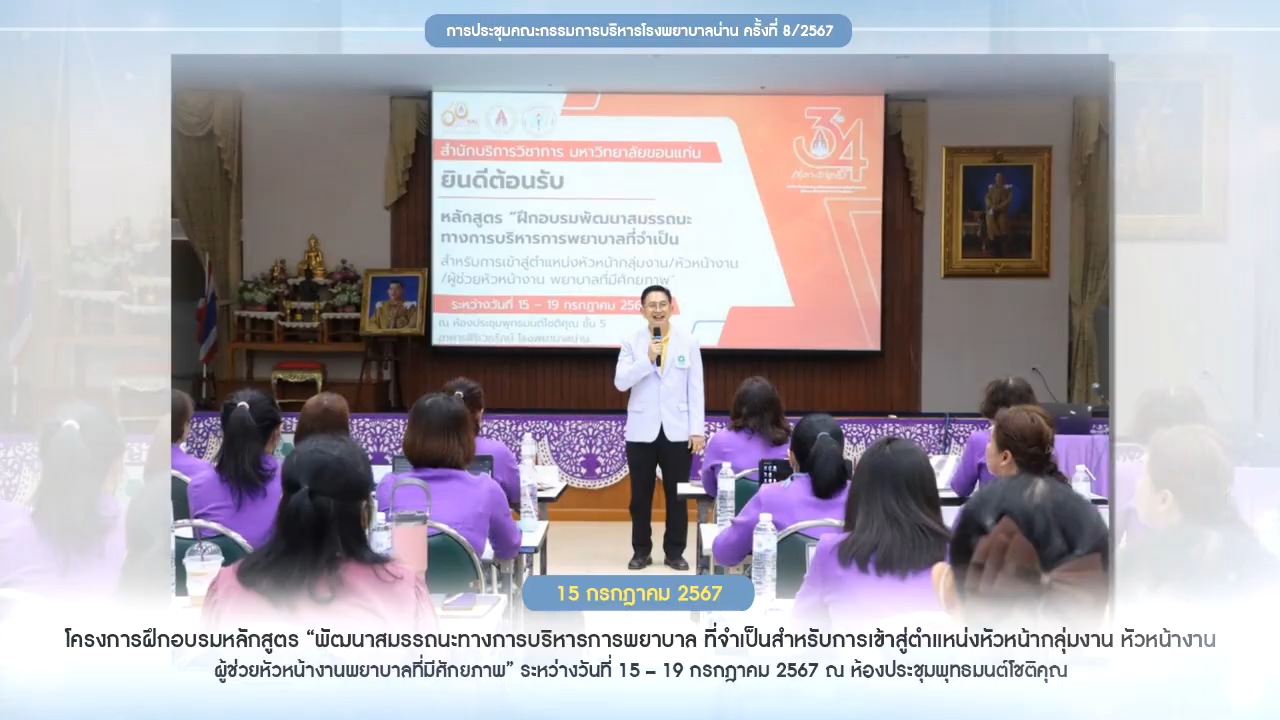 การประชุมคณะกรรมการบริหารโรงพยาบาลน่าน ครั้งที่ 8/2567
34
สำนักบริการวิชาการ มหาวิทยาลัยขอนแก่น
ยินดีต้อนรับ
หลักสูตร “ฝึกอบรมพัฒนาสมรรถนะ
ทางการบริหารการพยาบาลที่จำเป็น
สำหรับการเข้าสู่ตำแหน่งหัวหน้ากลุ่มงาน/หัวหน้างาน
/ผู้ช่วยหัวหน้างาน พยาบาลที่มีศักยภาพ”
ระหว่างวันที่ 15 - 19 กรกฎาคม 256
ณ ห้องประชุมพุทธมนต์โชติคุณ ชั้น 5
15 กรกฎาคม 2567
โครงการฝึกอบรมหลักสูตร “พัฒนาสมรรถนะทางการบริหารการพยาบาล ที่จำเป็นสำหรับการเข้าสู่ตำแหน่งหัวหน้ากลุ่มงาน หัวหน้างาน
ผู้ช่วยหัวหน้างานพยาบาลที่มีศักยภาพ” ระหว่างวันที่ 15 – 19 กรกฎาคม 2567 ณ ห้องประชุมพุทธมนต์โชติคุณ